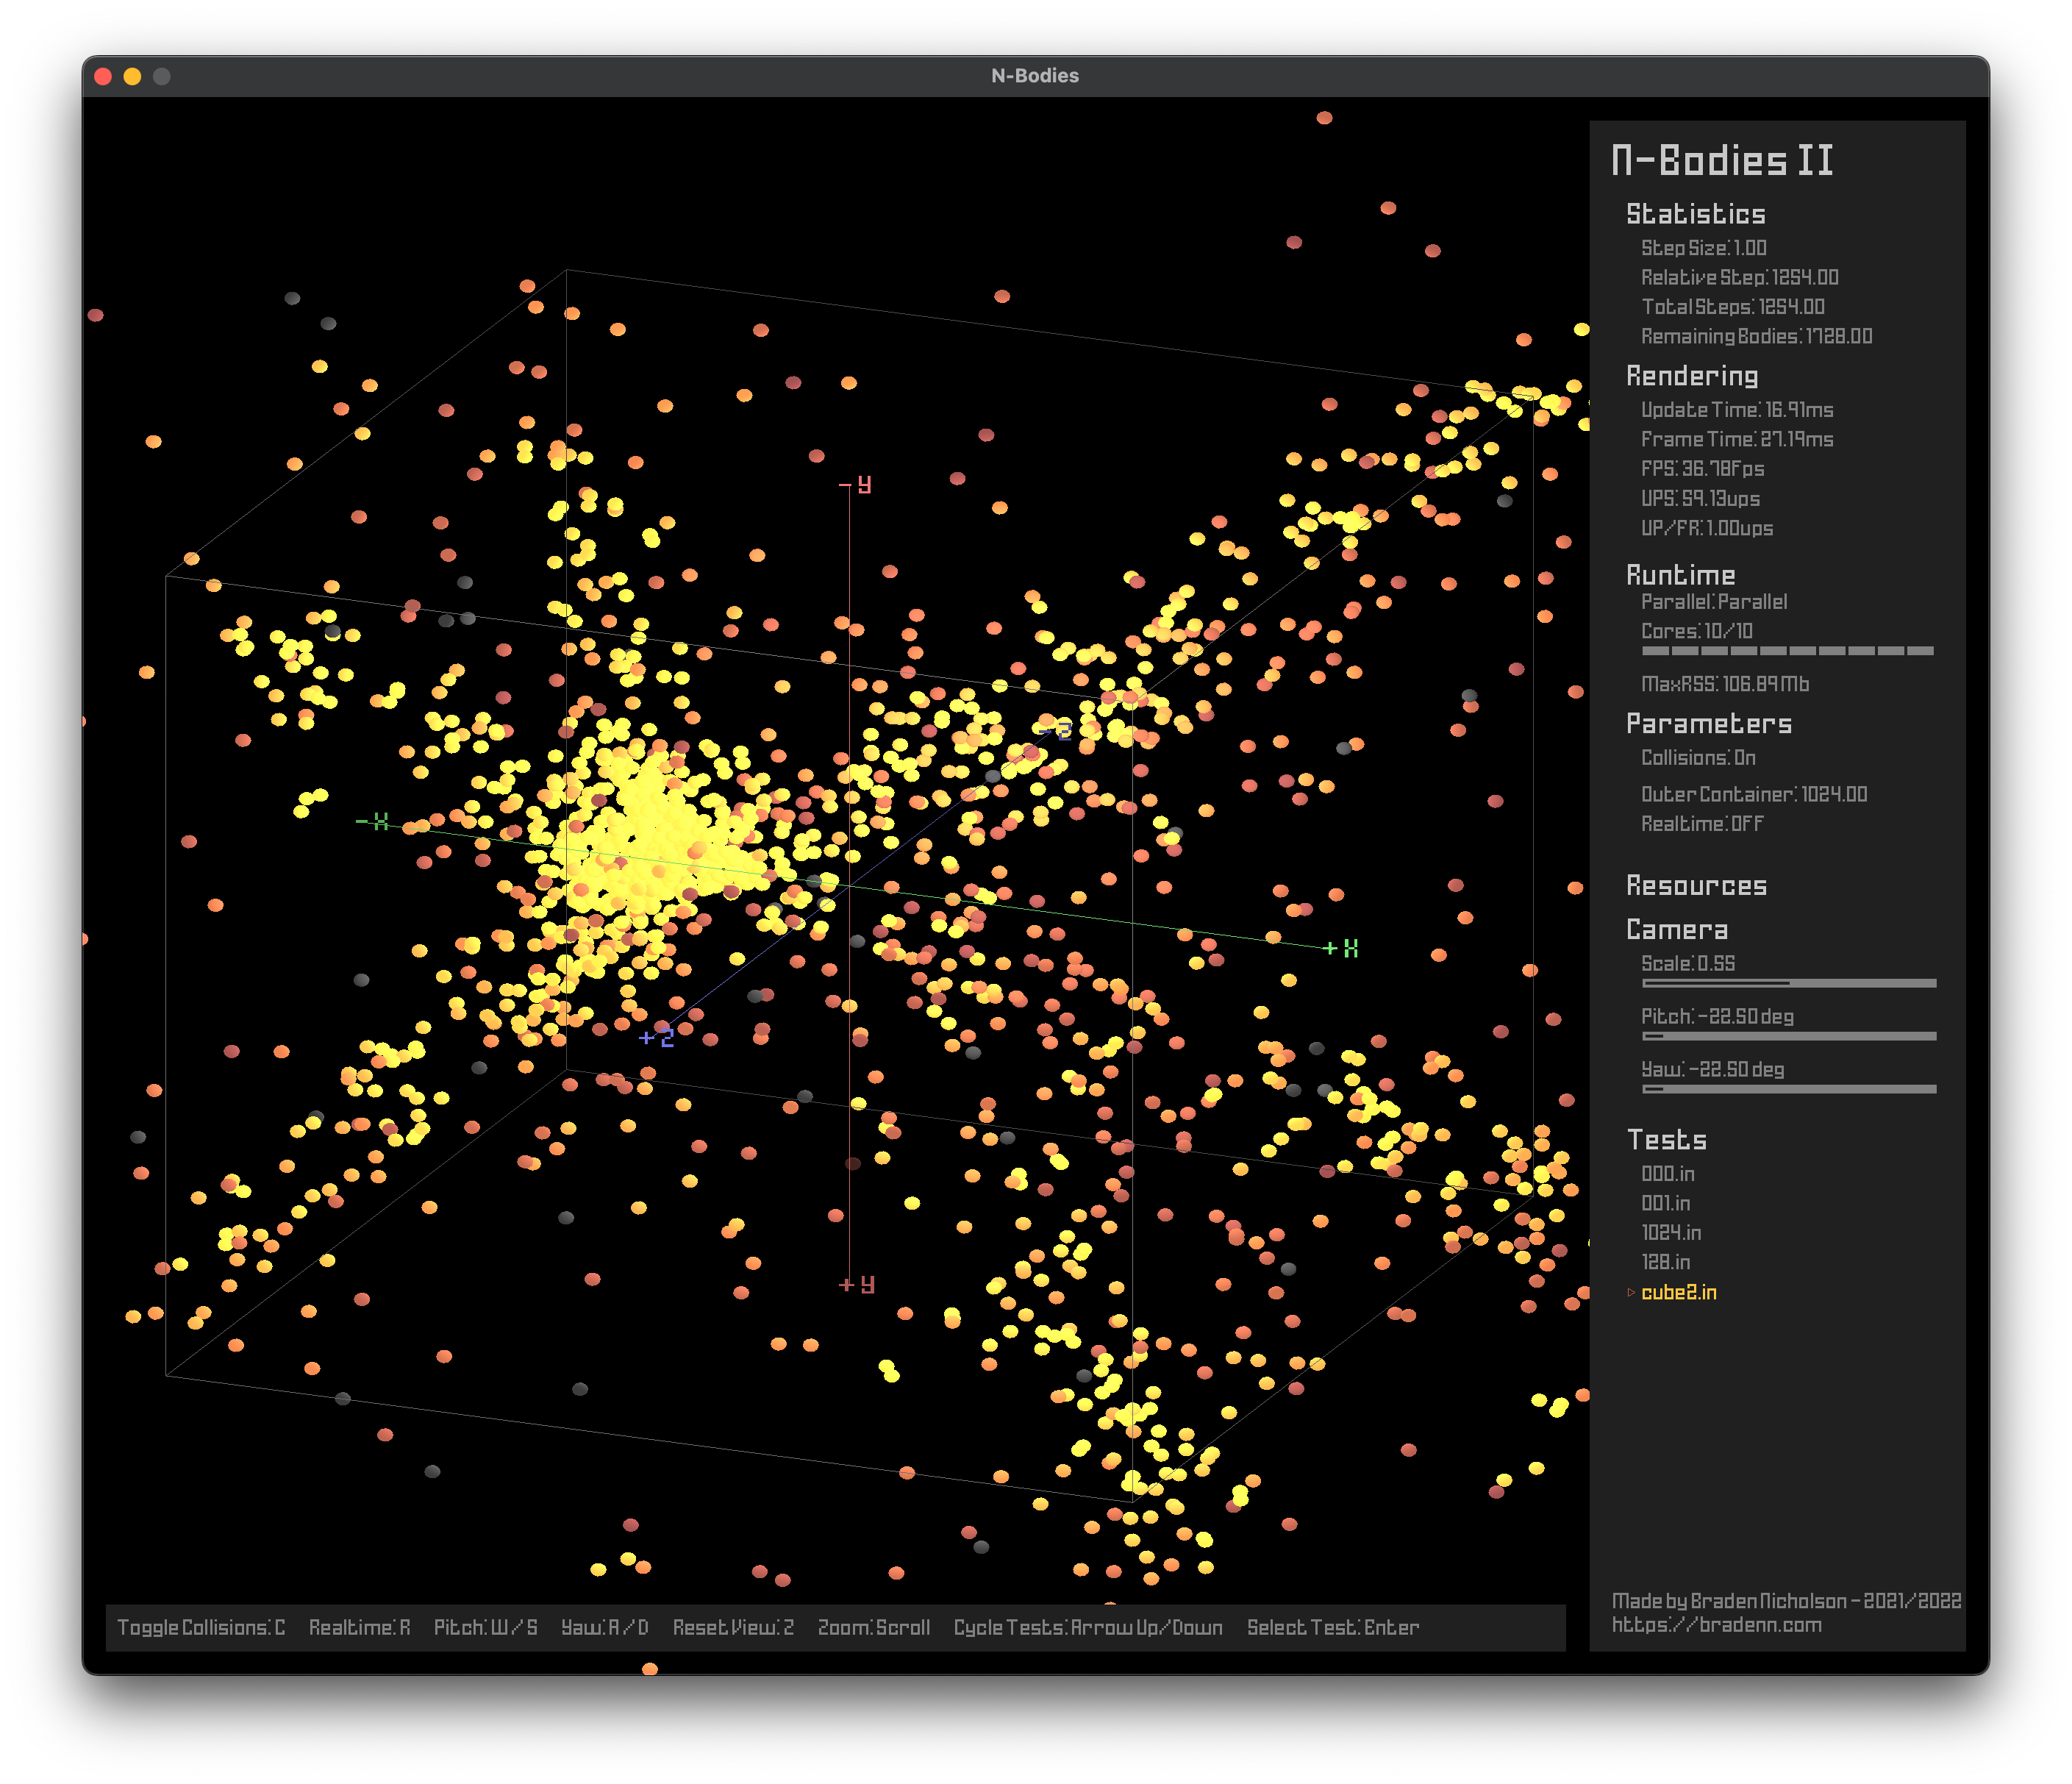 N-Bodies
N-Bodies II
Statistics
Step Size: 1.00
Relative Step: 1254.00
Total Steps: 1254.00
Remaining Bodies: 1728.00
Rendering
Update Time: 16.91ms
Frame Time: 27.19ms
FPS: 36.78Fps
UPS: 59.13ups
UP/FR: 1.00ups
Runtime
Parallel: Parallel
Cores: 10/10
MaxRSS: 106.89Mb
Parameters
Collisions: On
Outer Container: 1024.00
Realtime: OFF
Resources
Camera
Scale: 0.55
Pitch: -22.50 deg
Yaw: -22.50 deg
Tests
000.in
001.in
1024.in
128.in
cube2.in
Made by Braden Nicholson - 2021/2022
https://bradenn.com
-Y
-Z
-X
+X
+Z
+Y
Toggle Collisions: C Realtime: R Pitch: W / S Yaw: A / D Reset View: Z Zoom: Scroll Cycle Tests: Arrow Up/Down Select Test: Enter